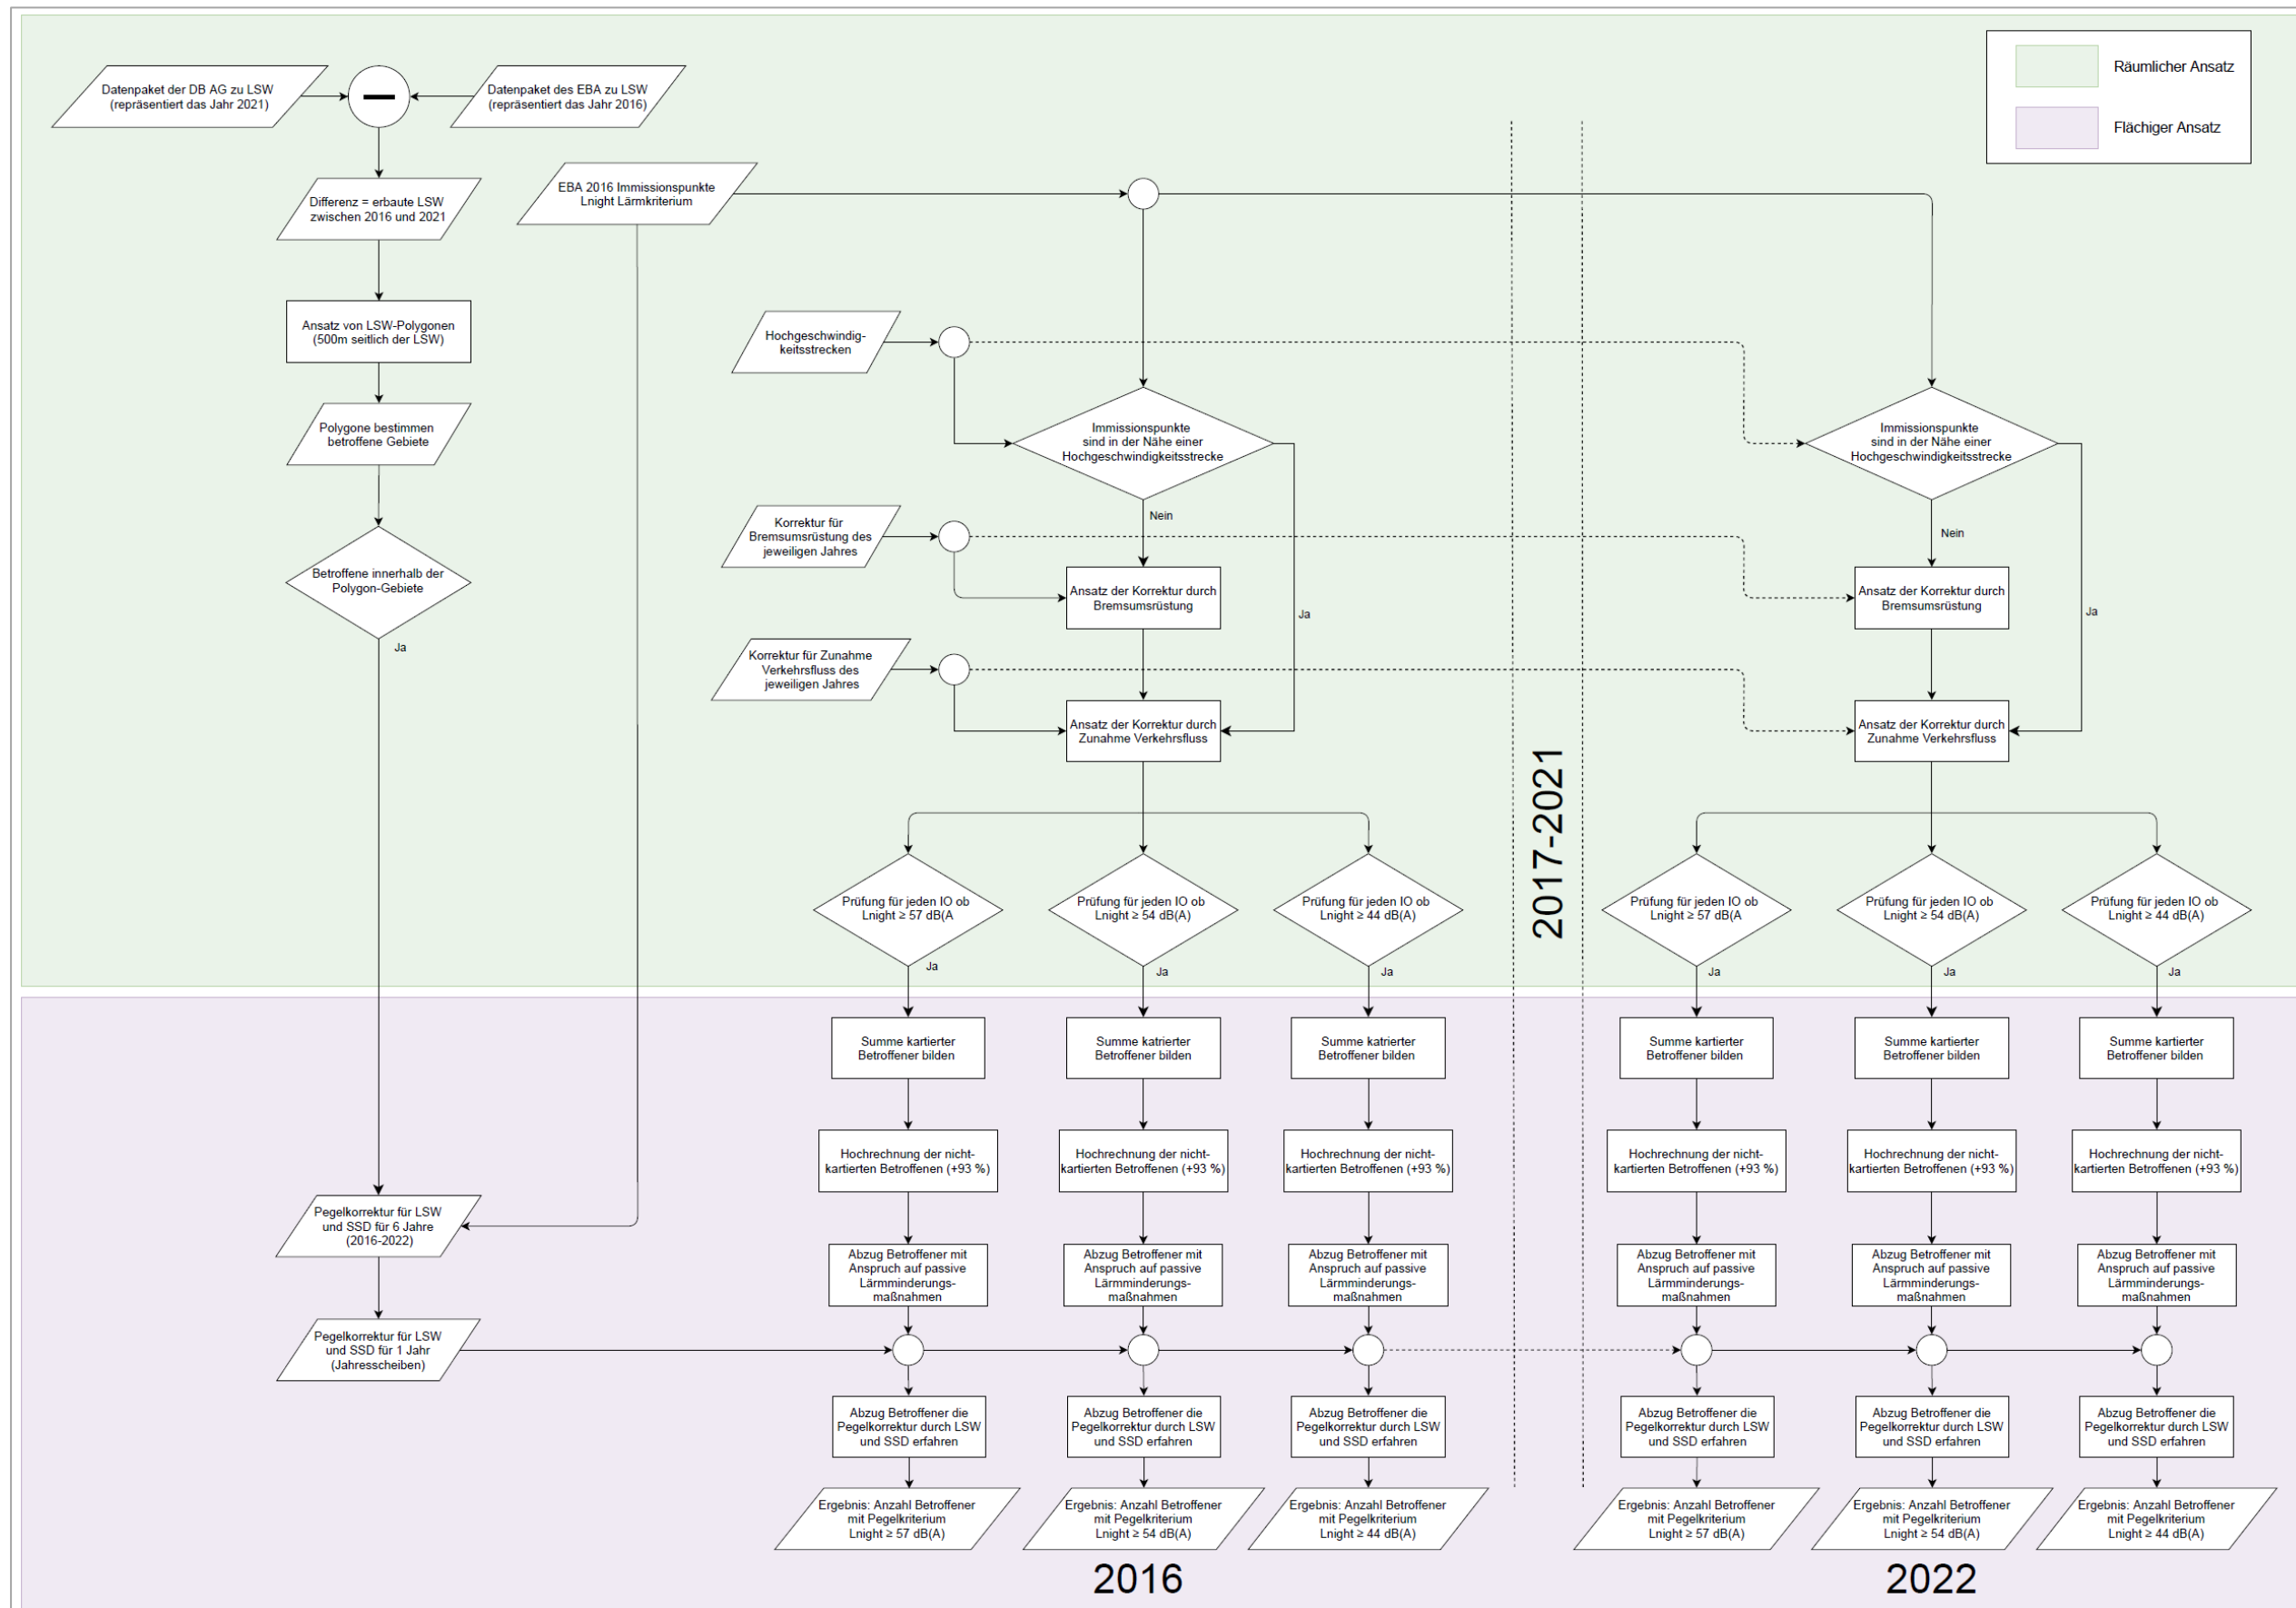 Räumlicher Ansatz
Flächiger Ansatz
Datenpaket der DB AG zu LSW
(repräsentiert das Jahr 2021)
Datenpaket des EBA zu LSW
(repräsentiert das Jahr 2016)
Differenz = erbaute LSW
zwischen 2016 und 2021
EBA 2016 Immissionspunkte
Lnight Lärmkriterium
Ansatz von LSW-Polygonen
(500m seitlich der LSW)
Polygone bestimmen
betroffene Gebiete
Betroffene innerhalb der
Polygon-Gebiete
Ja
Hochgeschwindig-
keitsstrecken
Korrektur für
Bremsumsrüstung des
jeweiligen Jahres
Korrektur für Zunahme
Verkehrsfluss des
jeweiligen Jahres
Immissionspunkte
sind in der Nähe einer
Hochgeschwindigkeitsstrecke
Nein
Ja
Ansatz der Korrektur durch
Bremsumsrüstung
Ansatz der Korrektur durch
Zunahme Verkehrsfluss
Prüfung für jeden IO ob
Lnight ≥ 57 dB(A
Ja
Prüfung für jeden IO ob
Lnight ≥ 54 dB(A)
Ja
Prüfung für jeden IO ob
Lnight ≥ 44 dB(A)
Ja
2017-2021
Immissionspunkte
sind in der Nähe einer
Hochgeschwindigkeitsstrecke
Nein
Ja
Ansatz der Korrektur durch
Bremsumsrüstung
Ansatz der Korrektur durch
Zunahme Verkehrsfluss
Prüfung für jeden IO ob
Lnight ≥ 57 dB(A
Ja
Prüfung für jeden IO ob
Lnight ≥ 54 dB(A)
Ja
Prüfung für jeden IO ob
Lnight ≥ 44 dB(A)
Ja
Pegelkorrektur für LSW
und SSD für 6 Jahre
(2016-2022)
Pegelkorrektur für LSW
und SSD für 1 Jahr
(Jahresscheiben)
Summe kartierter
Betroffener bilden
Hochrechnung der nicht-
kartierten Betroffenen (+93 %)
Abzug Betroffener mit
Anspruch auf passive
Lärmminderungs-
maßnahmen
Abzug Betroffener die
Pegelkorrektur durch LSW
und SSD erfahren
Ergebnis: Anzahl Betroffener
mit Pegelkriterium
Lnight ≥ 57 dB(A)
Summe katrierter
Betroffener bilden
Hochrechnung der nicht-
kartierten Betroffenen (+93 %)
Abzug Betroffener mit
Anspruch auf passive
Lärmminderungs-
maßnahmen
Abzug Betroffener die
Pegelkorrektur durch LSW
und SSD erfahren
Ergebnis: Anzahl Betroffener
mit Pegelkriterium
Lnight ≥ 54 dB(A)
Summe kartierter
Betroffener bilden
Hochrechnung der nicht-
kartierten Betroffenen (+93 %)
Abzug Betroffener mit
Anspruch auf passive
Lärmminderungs-
maßnahmen
Abzug Betroffener die
Pegelkorrektur durch LSW
und SSD erfahren
Ergebnis: Anzahl Betroffener
mit Pegelkriterium
Lnight ≥ 44 dB(A)
2016
Summe kartierter
Betroffener bilden
Hochrechnung der nicht-
kartierten Betroffenen (+93 %)
Abzug Betroffener mit
Anspruch auf passive
Lärmminderungs-
maßnahmen
Abzug Betroffener die
Pegelkorrektur durch LSW
und SSD erfahren
Ergebnis: Anzahl Betroffener
mit Pegelkriterium
Lnight ≥ 57 dB(A)
Summe kartierter
Betroffener bilden
Hochrechnung der nicht-
kartierten Betroffenen (+93 %)
Abzug Betroffener mit
Anspruch auf passive
Lärmminderungs-
maßnahmen
Abzug Betroffener die
Pegelkorrektur durch LSW
und SSD erfahren
Ergebnis: Anzahl Betroffener
mit Pegelkriterium
Lnight ≥ 54 dB(A)
Summe kartierter
Betroffener bilden
Hochrechnung der nicht-
kartierten Betroffenen (+93 %)
Abzug Betroffener mit
Anspruch auf passive
Lärmminderungs-
maßnahmen
Abzug Betroffener die
Pegelkorrektur durch LSW
und SSD erfahren
Ergebnis: Anzahl Betroffener
mit Pegelkriterium
Lnight ≥ 44 dB(A)
2022